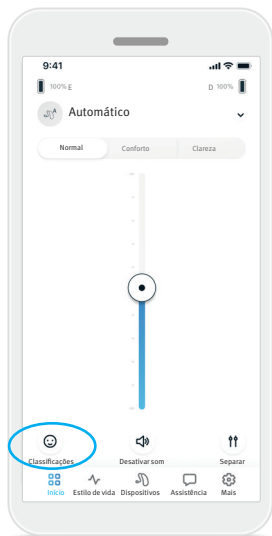 9:41
100% E
D 100%
Automático
Normal Conforto Clareza
Classificações Desativar som Separar
Início Estilo de vida Dispositivos Assistência Mais